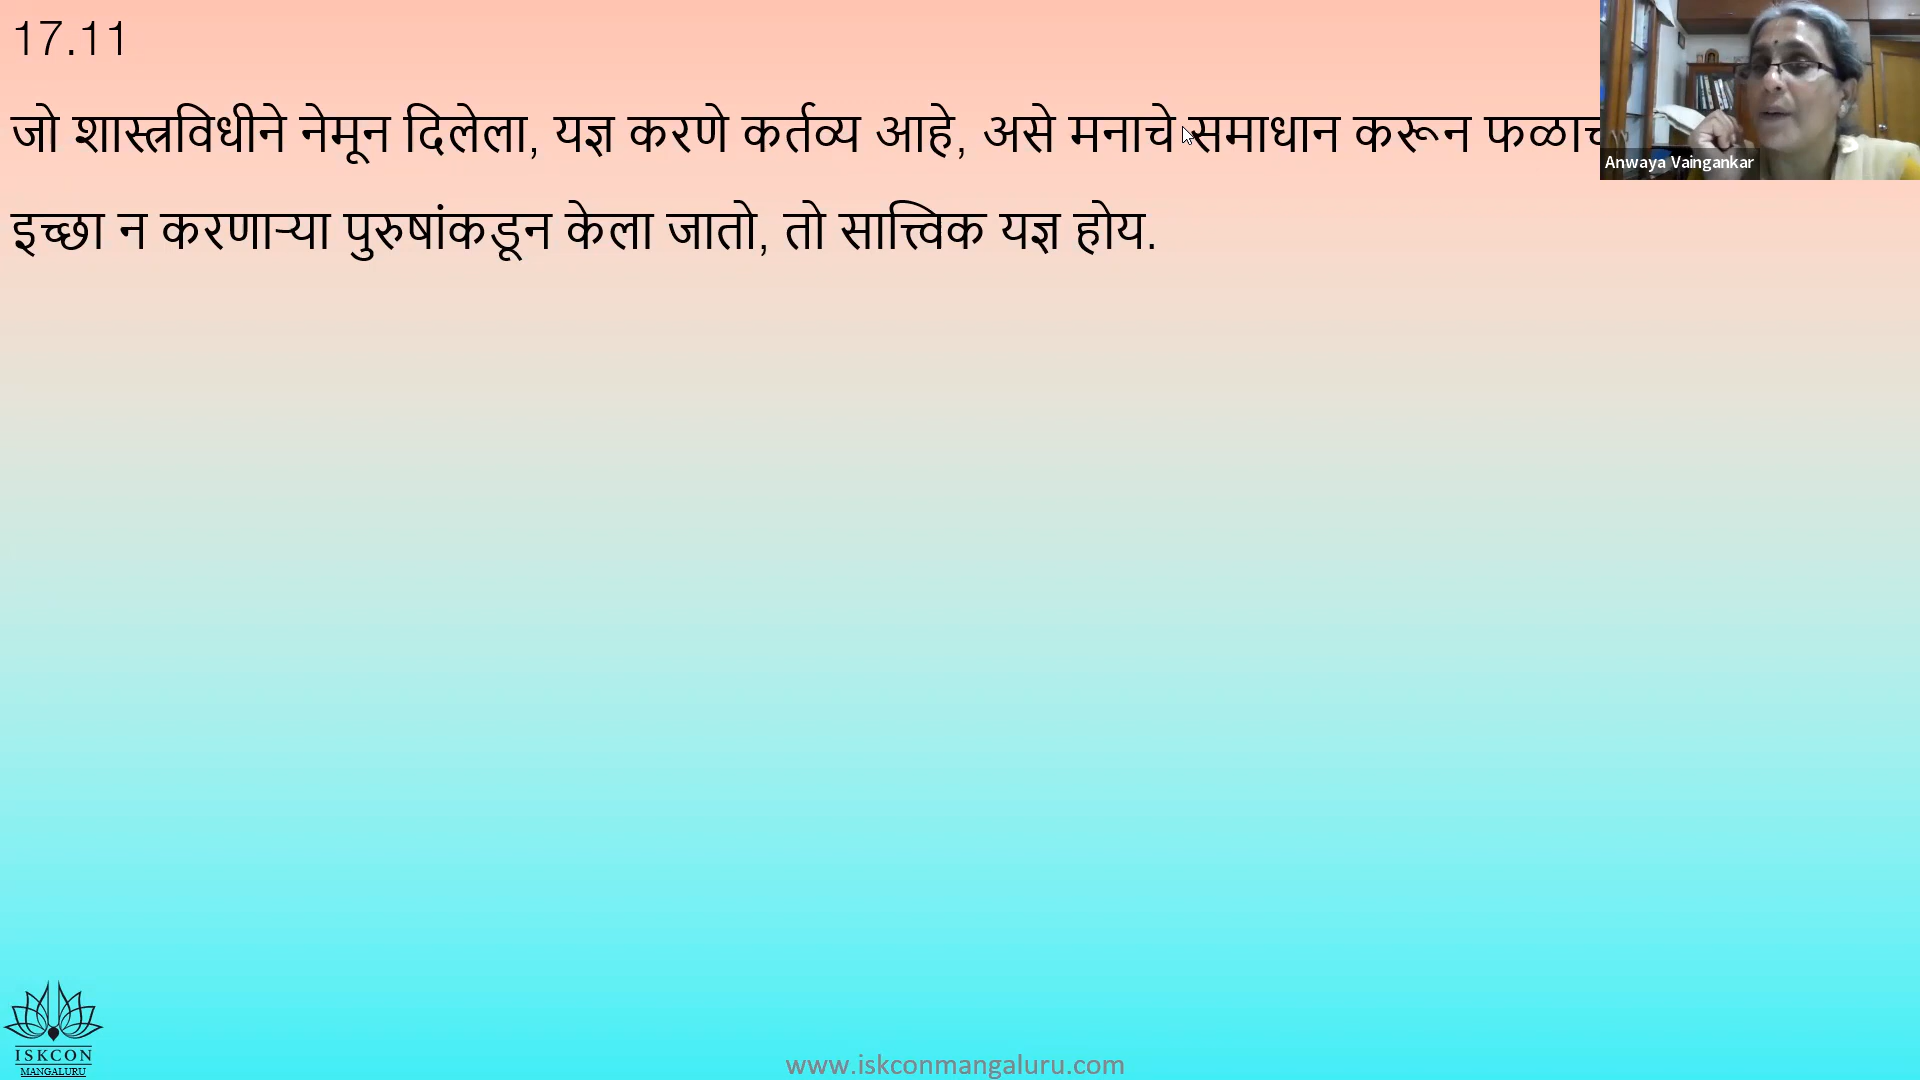 17.11
जो शास्त्रविधीने नेमून दिलेला, यज्ञ करणे कर्तव्य आहे, असे मनाचे समाधान करून
इच्छा न करणाऱ्या पुरुषांकडून केला जातो, तो सात्त्विक यज्ञ होय.
Anwaya Vaingankar
ISKCON
MANGALURU
www.iskconmangaluru.com